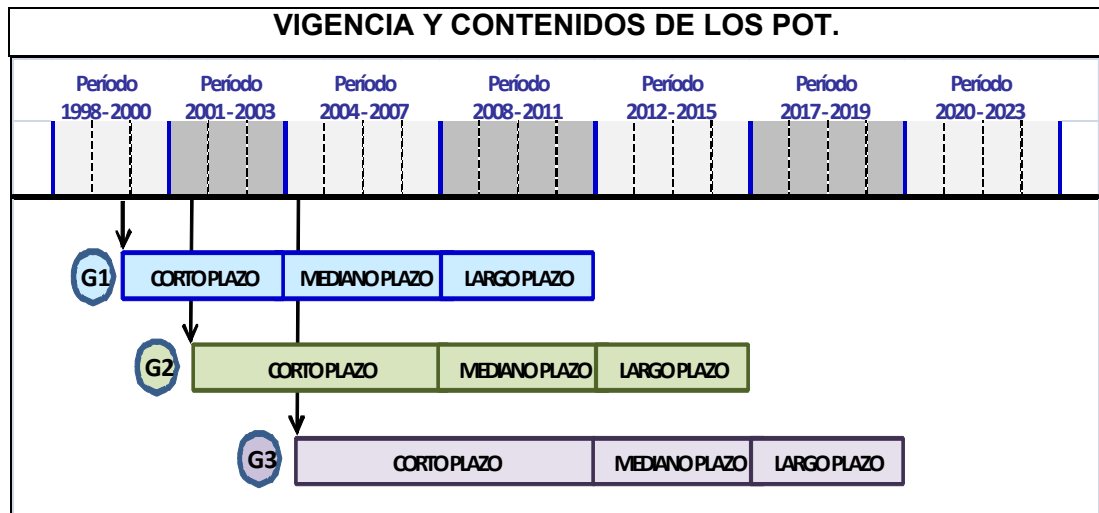 VIGENCIA Y CONTENIDOS DE LOS POT.
Período Período Período Período Período Período Período
1998-2000 2001-2003 2004-2007 2008-2011 2012-2015 2017-2019 2020-2023
G1 CORTO PLAZO MEDIANO PLAZO LARGO PLAZO
G2 CORTO PLAZO MEDIANO PLAZO LARGO PLAZO
G3 CORTO PLAZO MEDIANO PLAZO LARGO PLAZO